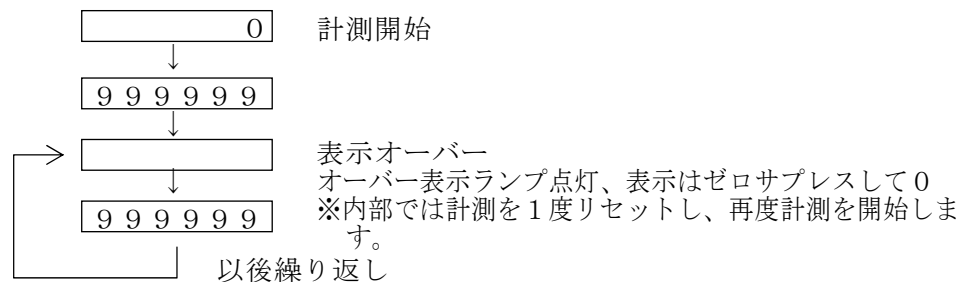 ０ 計測開始
↓
９９９９９９
↓
表示オーバー
オーバー表示ランプ点灯、表示はゼロサプレスして０
↓
※内部では計測を１度リセットし、再度計測を開始しま
９９９９９９
す。
以後繰り返し